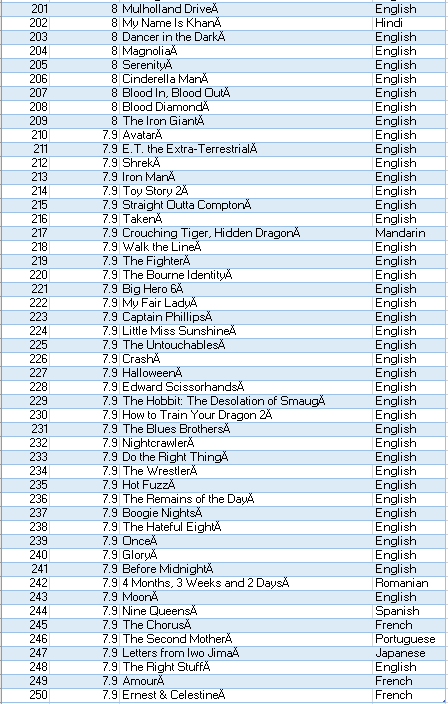 201 8 Mulholland DriveÂ English
202 8 My Name Is KhanÂ Hindi
203 8 Dancer in the DarkÂ English
204 8 MagnoliaÂ English
205 8 SerenityÂ English
206 8 Cinderella ManÂ English
207 8 Blood In, Blood OutÂ English
208 8 Blood DiamondÂ English
209 8 The Iron GiantÂ English
210 7.9 AvatarÂ English
211 7.9 E.T. the Extra-TerrestrialÂ English
212 7.9 ShrekÂ English
213 7.9 Iron ManÂ English
214 7.9 Toy Story 2Â English
215 7.9 Straight Outta ComptonÂ English
216 7.9 TakenÂ English
217 7.9 Crouching Tiger, Hidden DragonÂ Mandarin
218 7.9 Walk the LineÂ English
219 7.9 The FighterÂ English
220 7.9 The Bourne IdentityÂ English
221 7.9 Big Hero 6Â English
222 7.9 My Fair LadyÂ English
223 7.9 Captain PhillipsÂ English
224 7.9 Little Miss SunshineÂ English
225 7.9 The UntouchablesÂ English
226 7.9 CrashÂ English
227 7.9 HalloweenÂ English
228 7.9 Edward ScissorhandsÂ English
229 7.9 The Hobbit: The Desolation of SmaugÂ English
230 7.9 How to Train Your Dragon 2Â English
231 7.9 The Blues BrothersÂ English
232 7.9 NightcrawlerÂ English
233 7.9 Do the Right ThingÂ English
234 7.9 The WrestlerÂ English
235 7.9 Hot FuzzÂ English
236 7.9 The Remains of the DayÂ English
237 7.9 Boogie NightsÂ English
238 7.9 The Hateful EightÂ English
239 7.9 OnceÂ English
240 7.9 GloryÂ English
241 7.9 Before MidnightÂ English
242 7.9 4 Months, 3 Weeks and 2 DaysÂ Romanian
243 7.9 MoonÂ English
244 7.9 Nine QueensÂ Spanish
245 7.9 The ChorusÂ French
246 7.9 The Second MotherÂ Portuguese
247 7.9 Letters from Iwo JimaÂ Japanese
248 7.9 The Right StuffÂ English
249 7.9 AmourÂ French
250 7.9 Ernest & CelestineÂ French